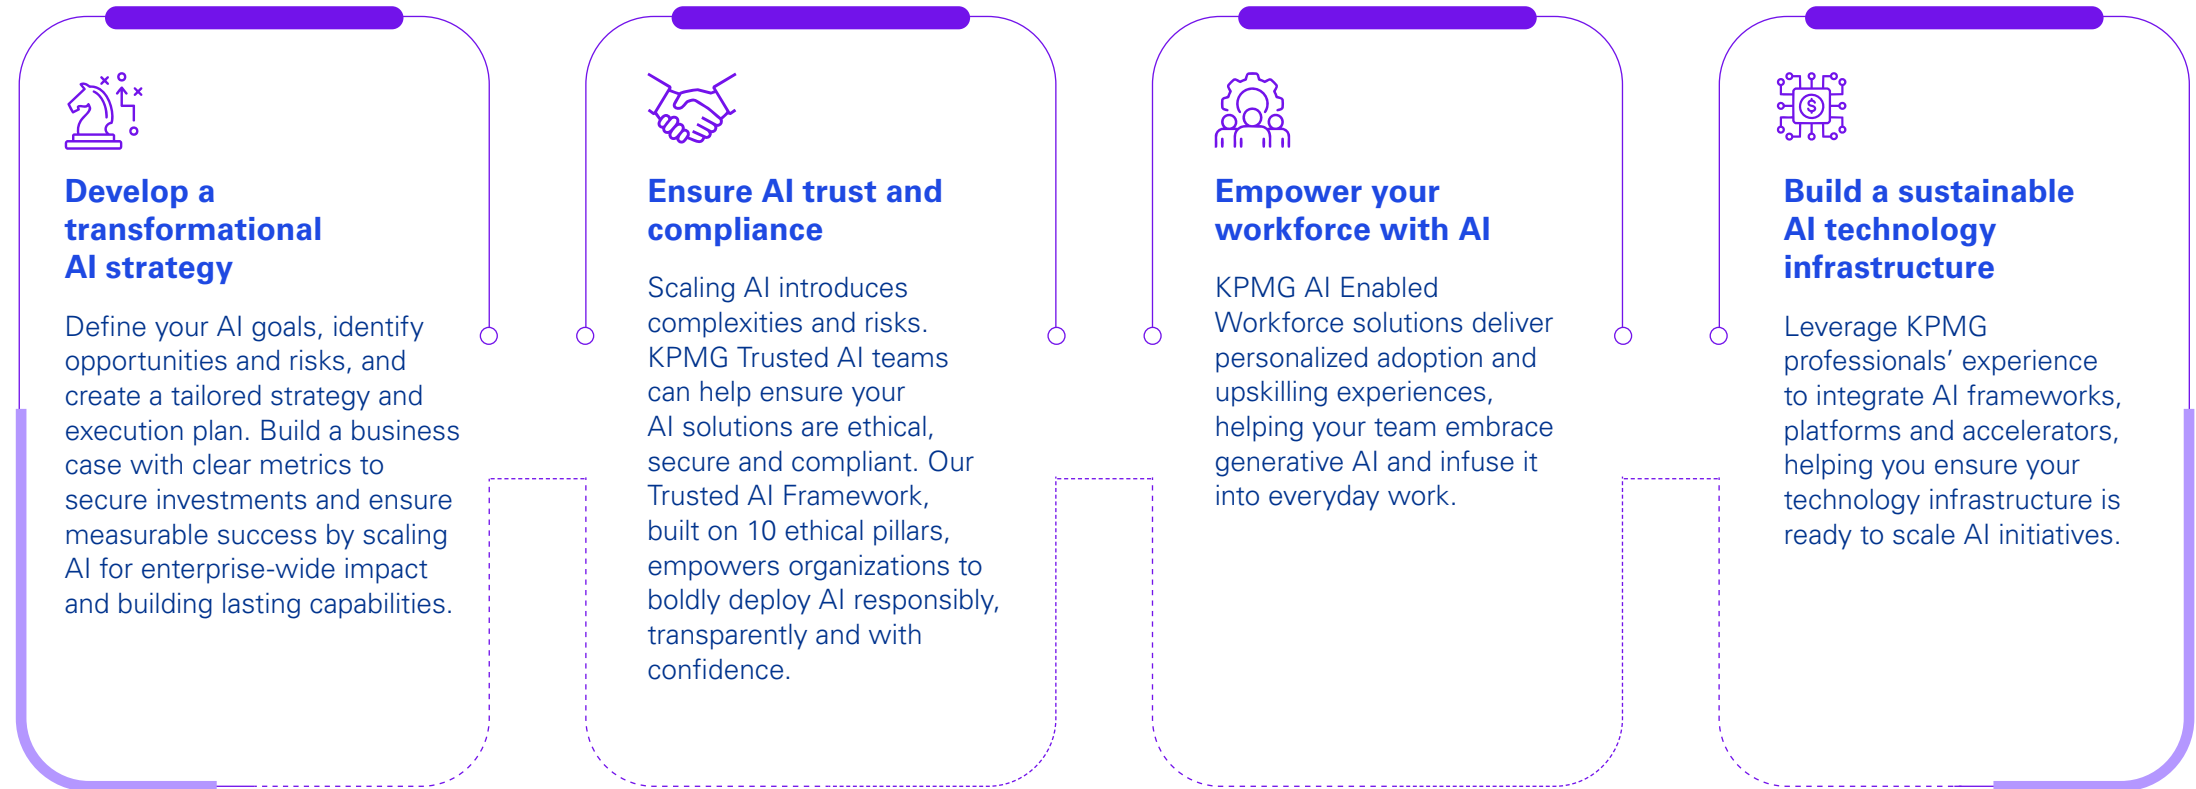 Develop a
transformational
AI strategy
Define your AI goals, identify
opportunities and risks, and
create a tailored strategy and
execution plan. Build a business
case with clear metrics to
secure investments and ensure
measurable success by scaling
AI for enterprise-wide impact
and building lasting capabilities.
Ensure AI trust and
compliance
Scaling AI introduces
complexities and risks.
KPMG Trusted AI teams
can help ensure your
AI solutions are ethical,
secure and compliant. Our
Trusted AI Framework,
built on 10 ethical pillars,
empowers organizations to
boldly deploy AI responsibly,
transparently and with
confidence.
Empower your
workforce with AI
KPMG AI Enabled
Workforce solutions deliver
personalized adoption and
upskilling experiences,
helping your team embrace
generative AI and infuse it
into everyday work.
$
Build a sustainable
AI technology
infrastructure
Leverage KPMG
professionals’ experience
to integrate AI frameworks,
platforms and accelerators,
helping you ensure your
technology infrastructure is
ready to scale AI initiatives.